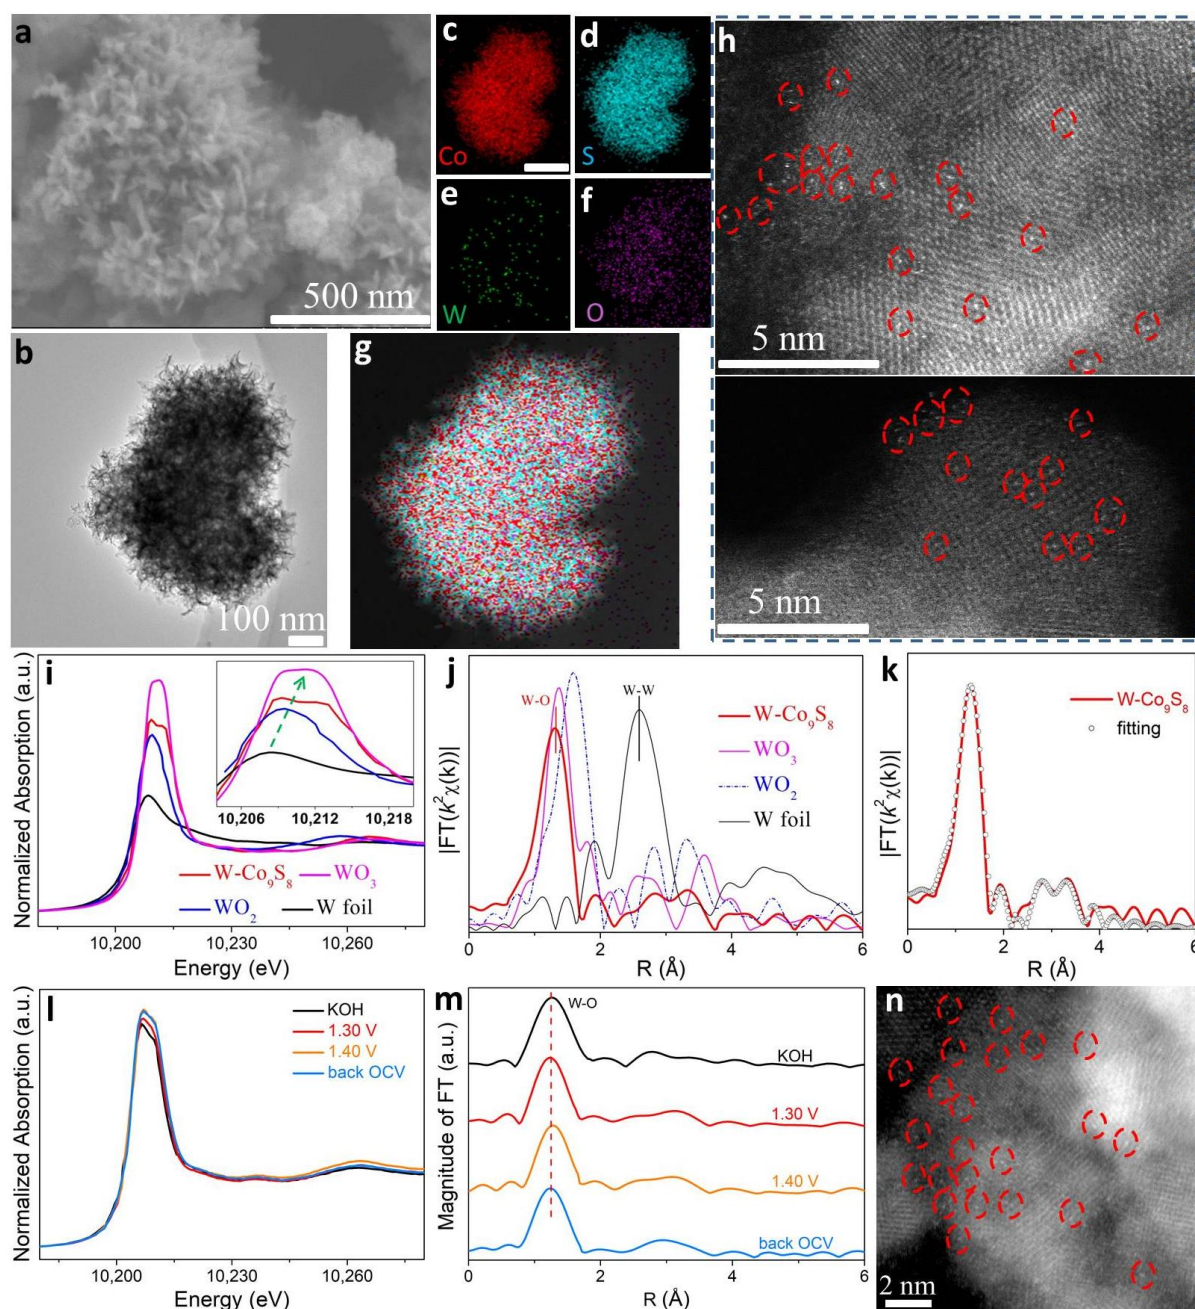 a
500 nm
c
Co
d
S
e
W
f
O
h
5 nm
5 nm
b
100 nm
g
i
Normalized Absorption (a.u.)
10,206 10,212 10,218
W-Co₉S₈ WO₃
WO₂ W foil
10,200 10,230 10,260
Energy (eV)
j
|FT(k²χ(k))|
W-O
W-W
W-Co₉S₈
WO₃
WO₂
W foil
0 2 4 6
R (Å)
k
|FT(k²χ(k))|
W-Co₉S₈
fitting
0 2 4 6
R (Å)
l
Normalized Absorption (a.u.)
KOH
1.30 V
1.40 V
back OCV
10,200 10,230 10,260
Energy (eV)
m
Magnitude of FT (a.u.)
W-O
KOH
1.30 V
1.40 V
back OCV
0 2 4 6
R (Å)
n
2 nm